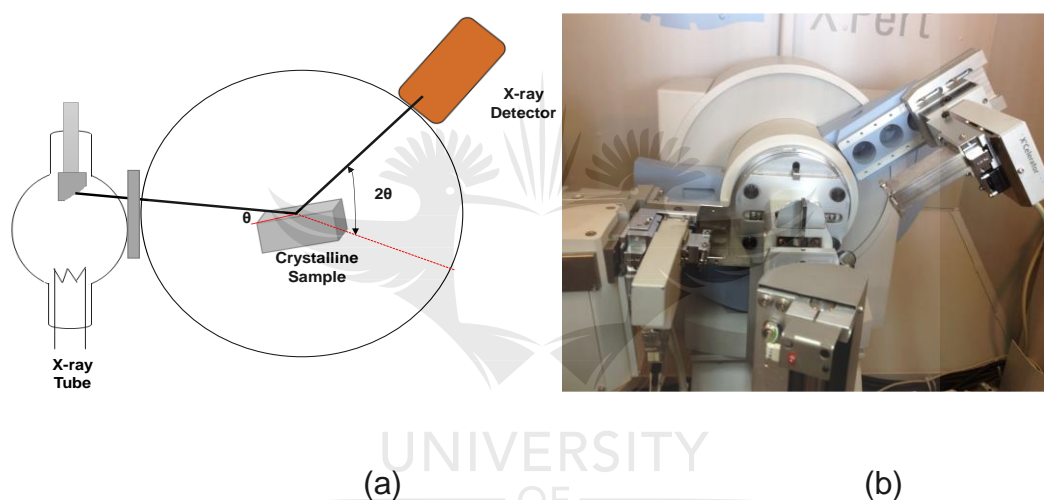 X-ray
Detector
2θ
θ
Crystalline
Sample
X-ray
Tube
X'Pert
X'Celerator
(a)
(b)
UNIVERSITY
OF